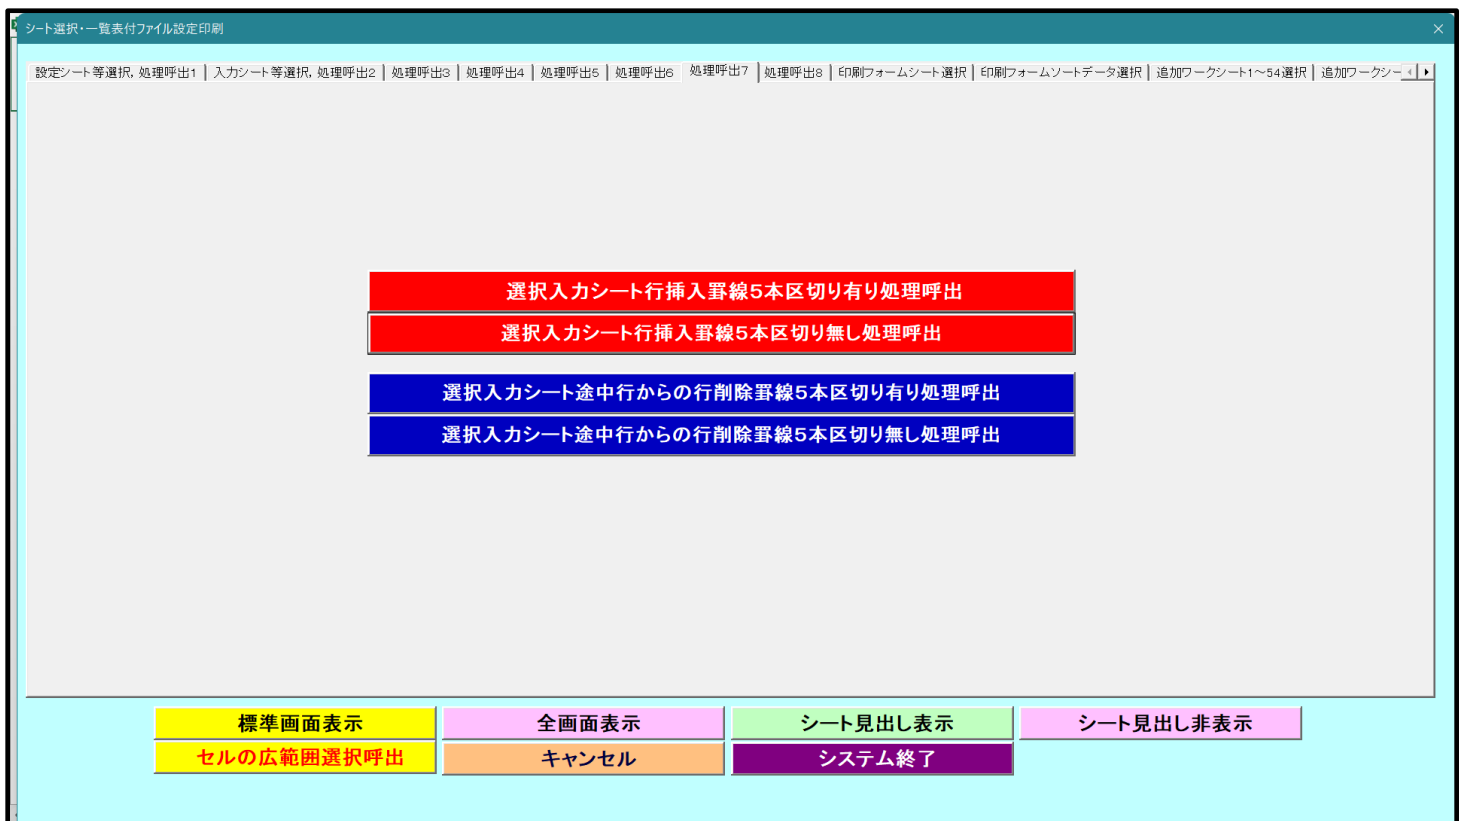 シート選択・一覧表付ファイル設定印刷
設定シート等選択,処理呼出1 入力シート等選択,処理呼出2 処理呼出3 処理呼出4 処理呼出5 処理呼出6 処理呼出7 処理呼出8 印刷フォームシート選択 印刷フォームソートデータ選択 追加ワークシート1～54選択 追加ワークシー
選択入力シート行挿入罫線5本区切り有り処理呼出
選択入力シート行挿入罫線5本区切り無し処理呼出
選択入力シート途中行からの行削除罫線5本区切り有り処理呼出
選択入力シート途中行からの行削除罫線5本区切り無し処理呼出
標準画面表示 全画面表示 シート見出し表示 シート見出し非表示
セルの広範囲選択呼出 キャンセル システム終了